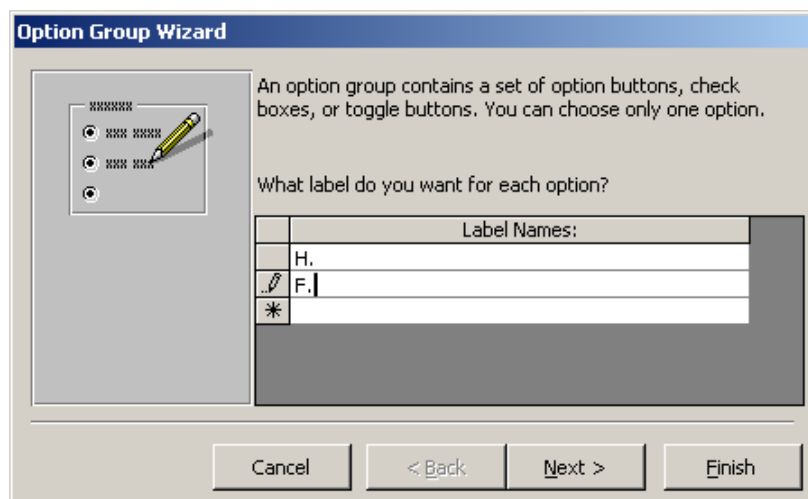 Option Group Wizard
An option group contains a set of option buttons, check
boxes, or toggle buttons. You can choose only one option.
What label do you want for each option?
Label Names:
H.
F.
Cancel
< Back
Next >
Finish